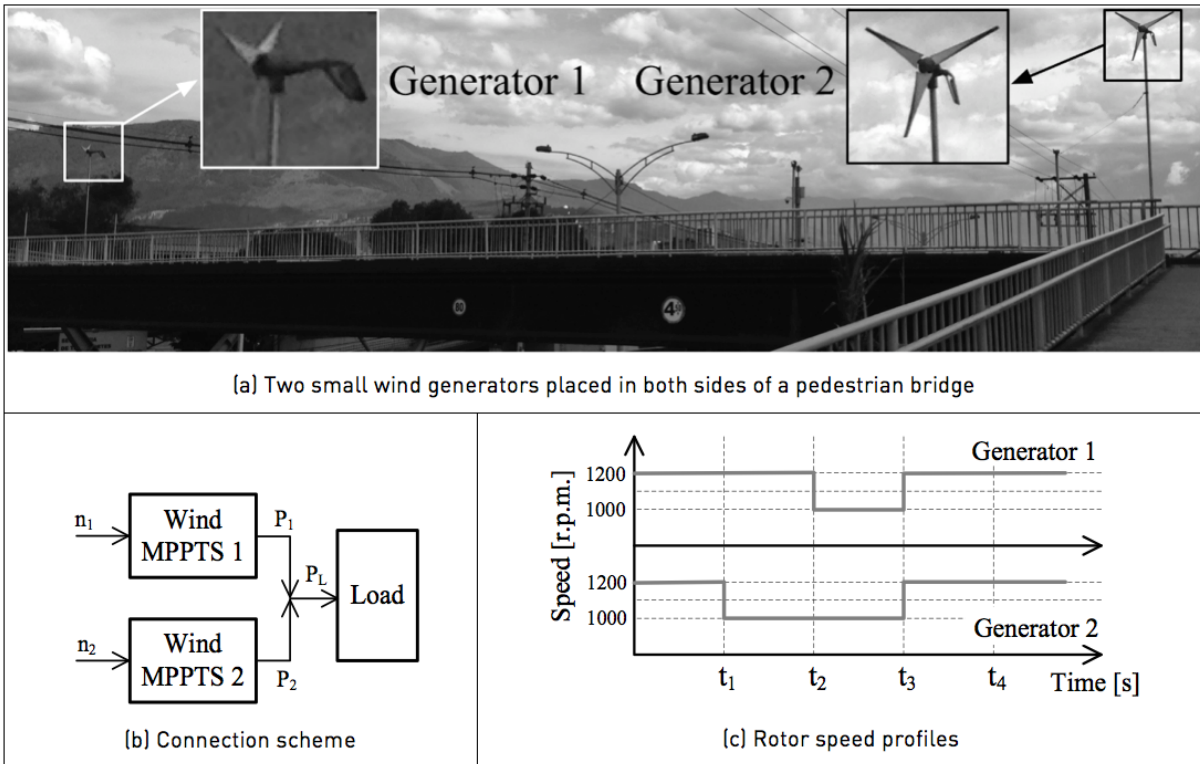 Generator 1
Generator 2
80
(a) Two small wind generators placed in both sides of a pedestrian bridge
n1
Wind
MPPTS 1
P1
PL
Load
n2
Wind
MPPTS 2
P2
(b) Connection scheme
Speed [r.p.m.]
1200
1000
Generator 1
1200
1000
Generator 2
t1
t2
t3
t4
Time [s]
(c) Rotor speed profiles